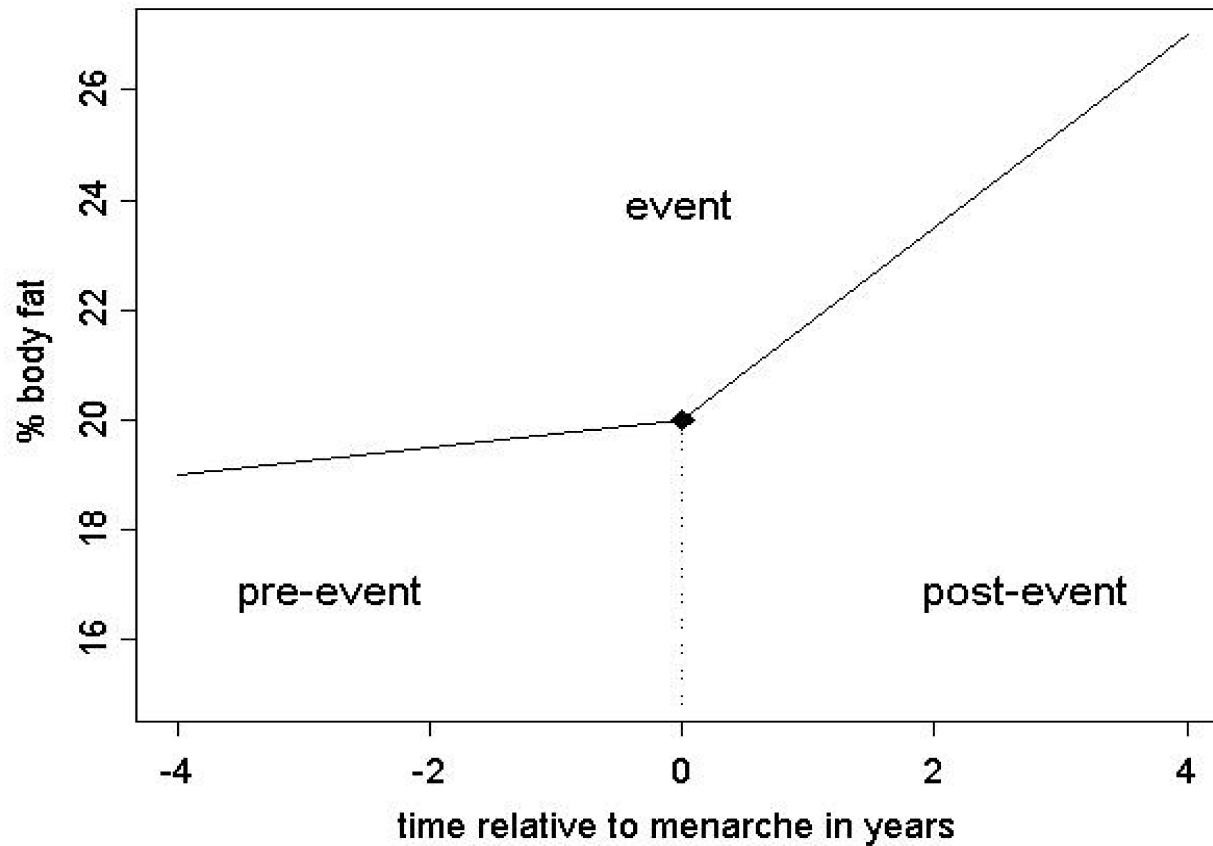 26
24
22
20
18
16
% body fat
event
pre-event
post-event
-4
-2
0
2
4
time relative to menarche in years